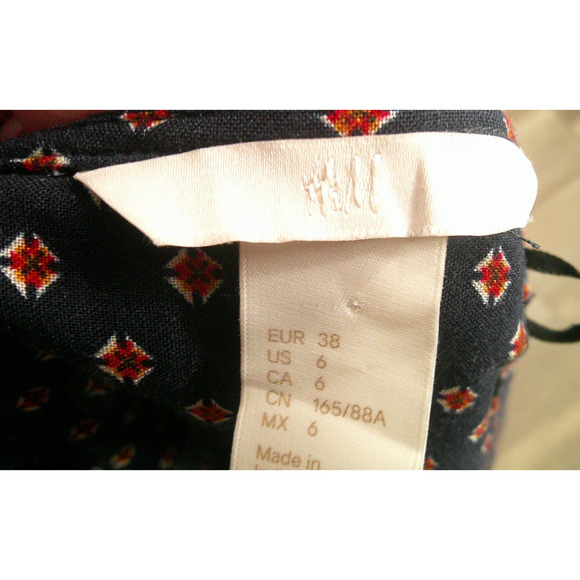 H&M
EUR 38
US 6
CA 6
CN 165/88A
MX 6
Made in